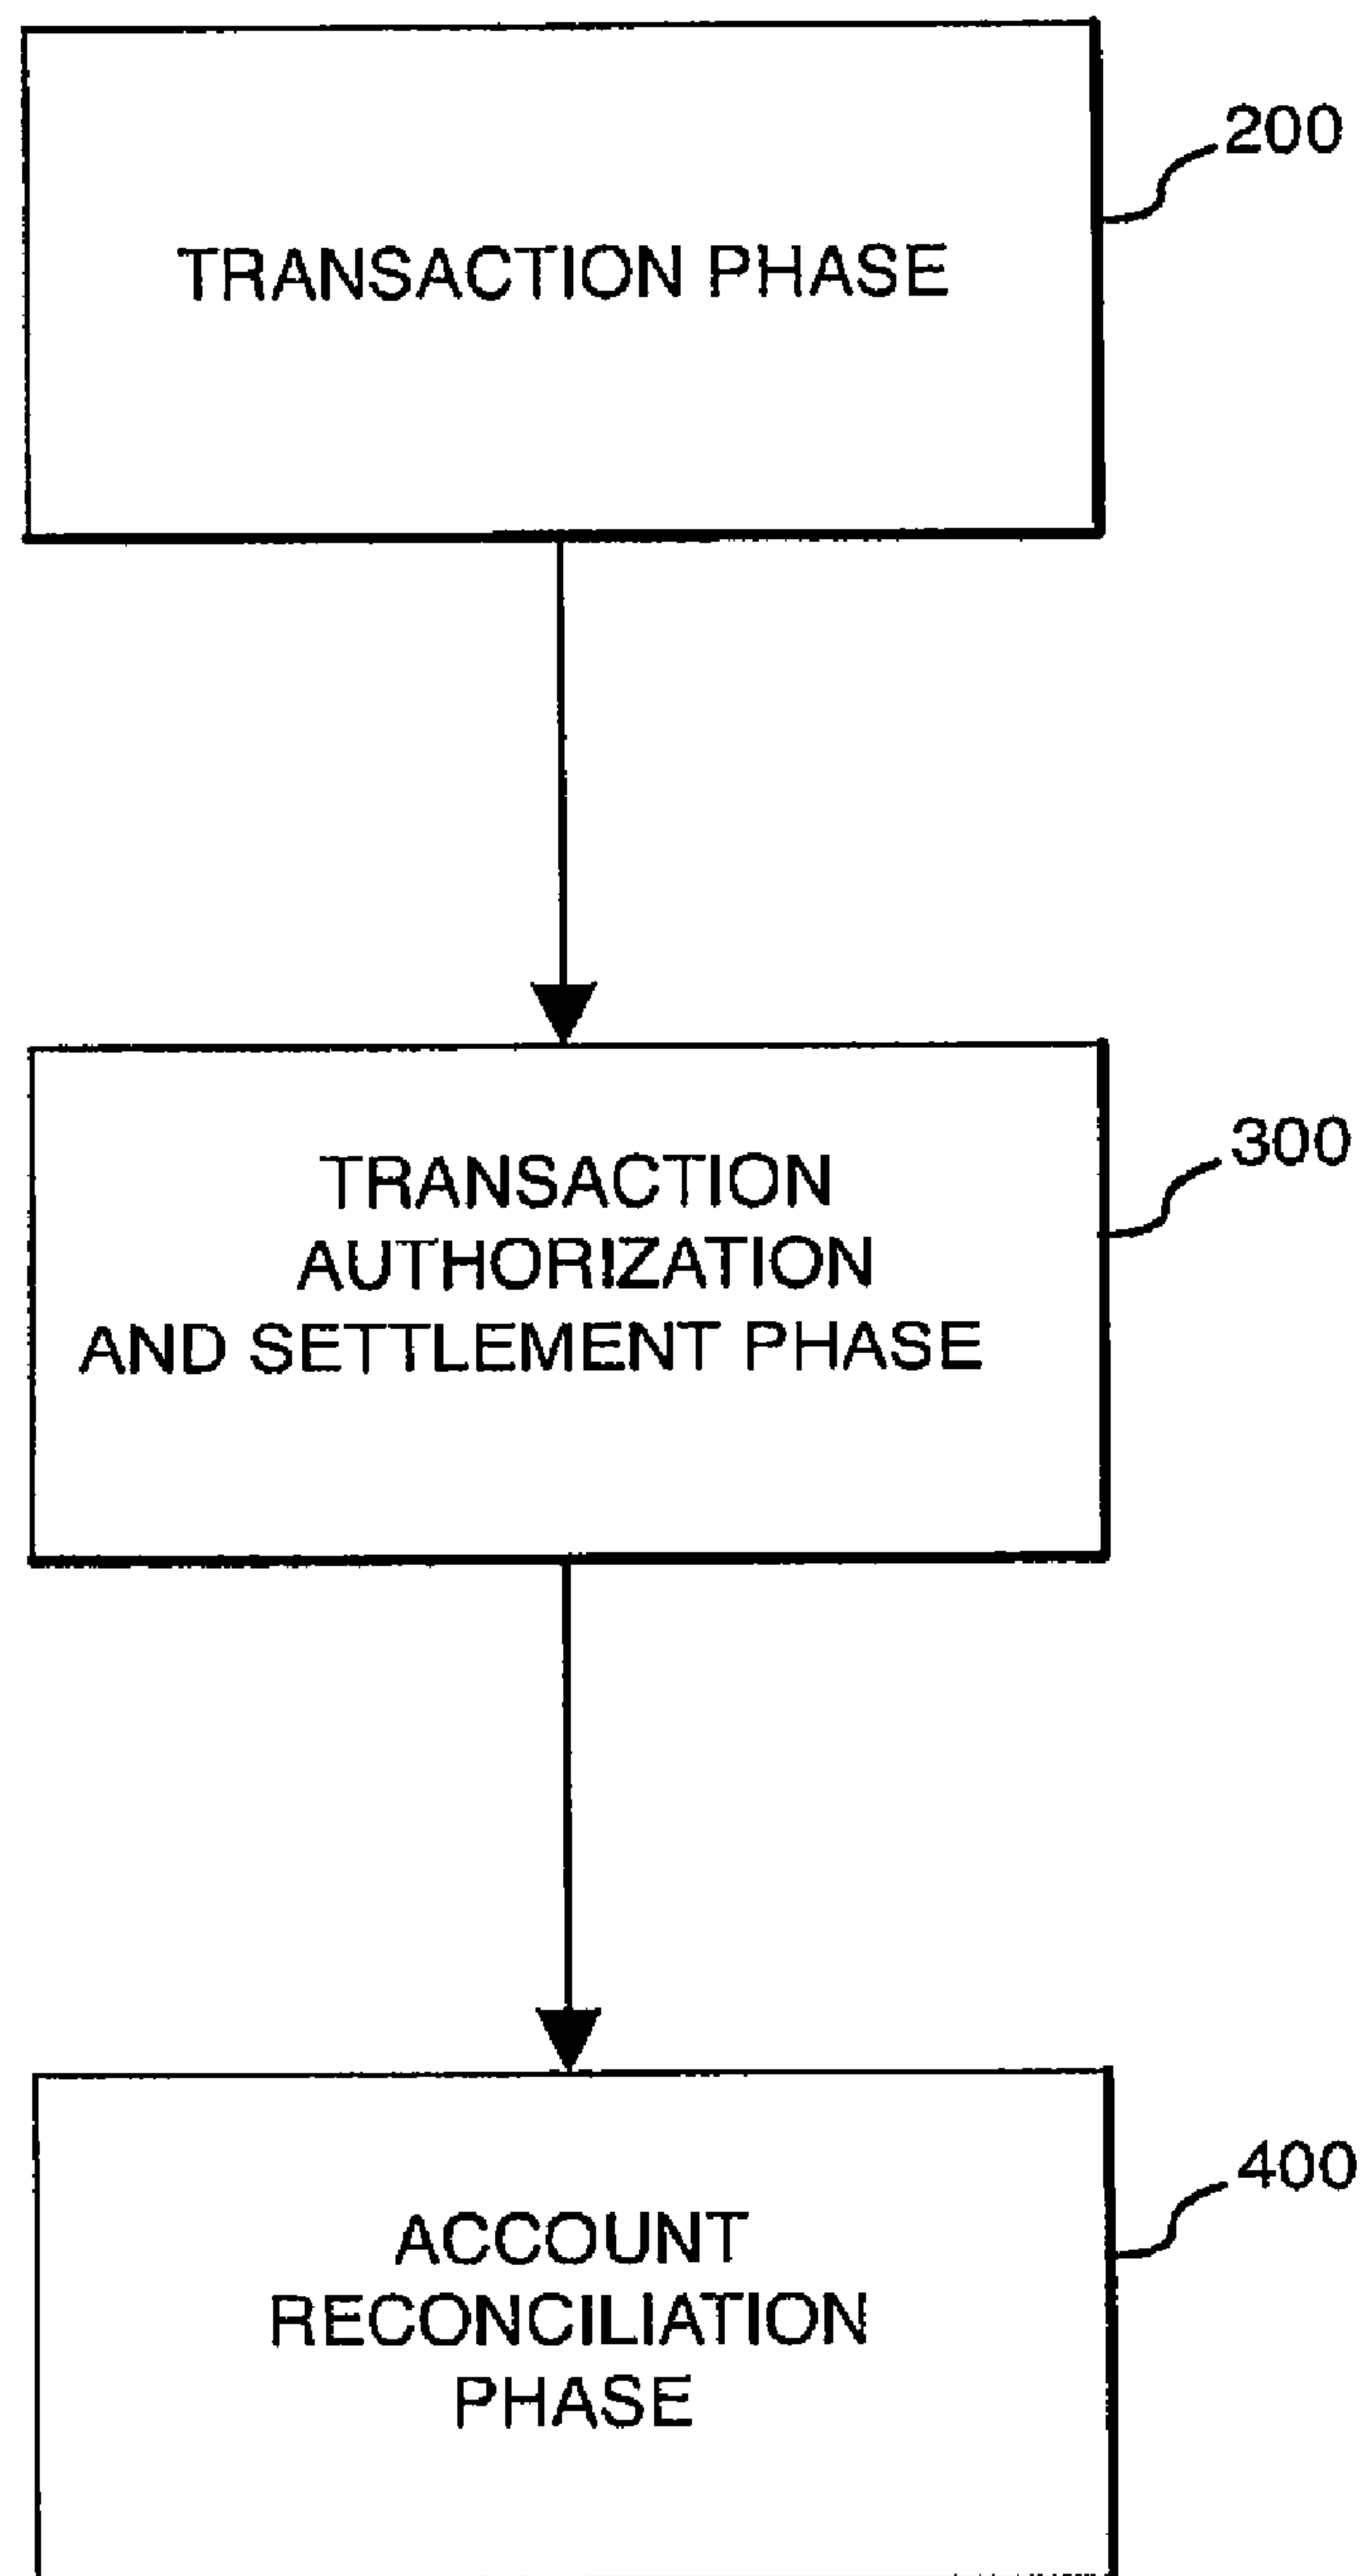 TRANSACTION PHASE
200
TRANSACTION
AUTHORIZATION
AND SETTLEMENT PHASE
300
ACCOUNT
RECONCILIATION
PHASE
400